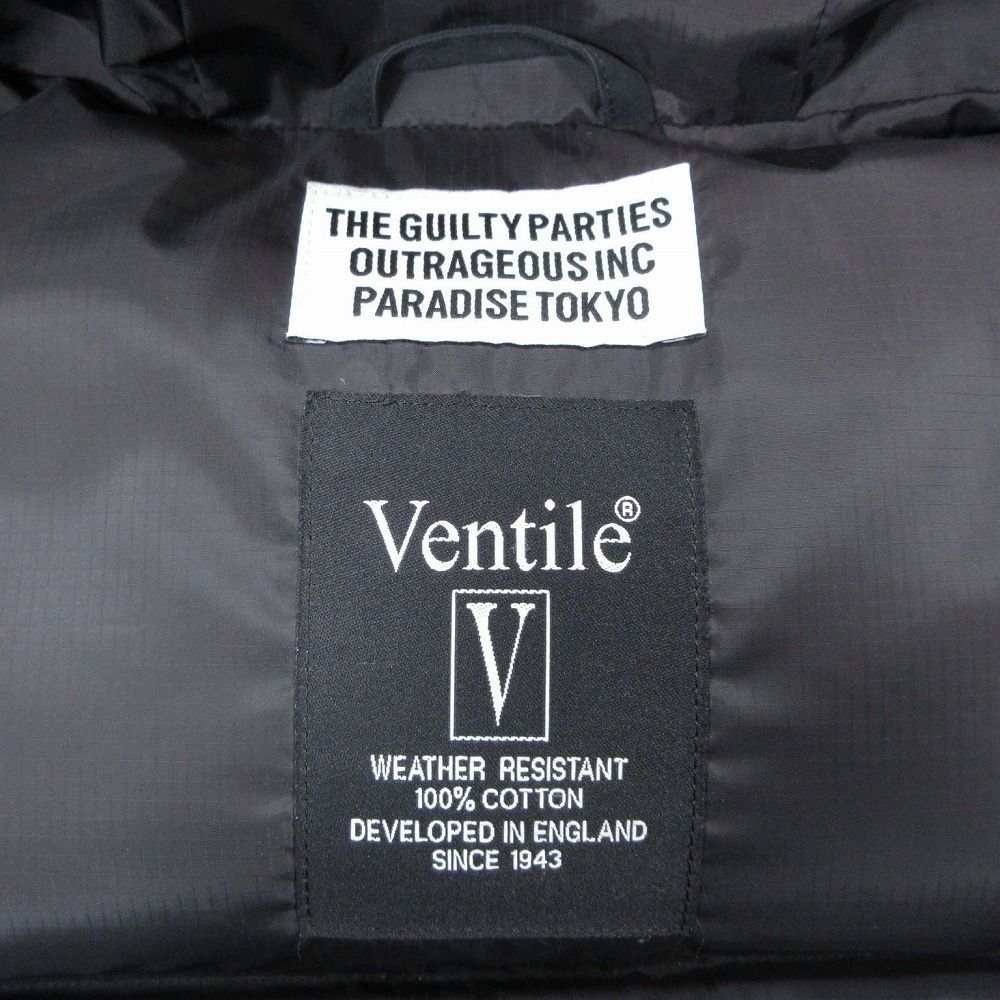 THE GUILTY PARTIES
OUTRAGEOUS INC
PARADISE TOKYO
Ventile®
V
WEATHER RESISTANT
100% COTTON
DEVELOPED IN ENGLAND
SINCE 1943